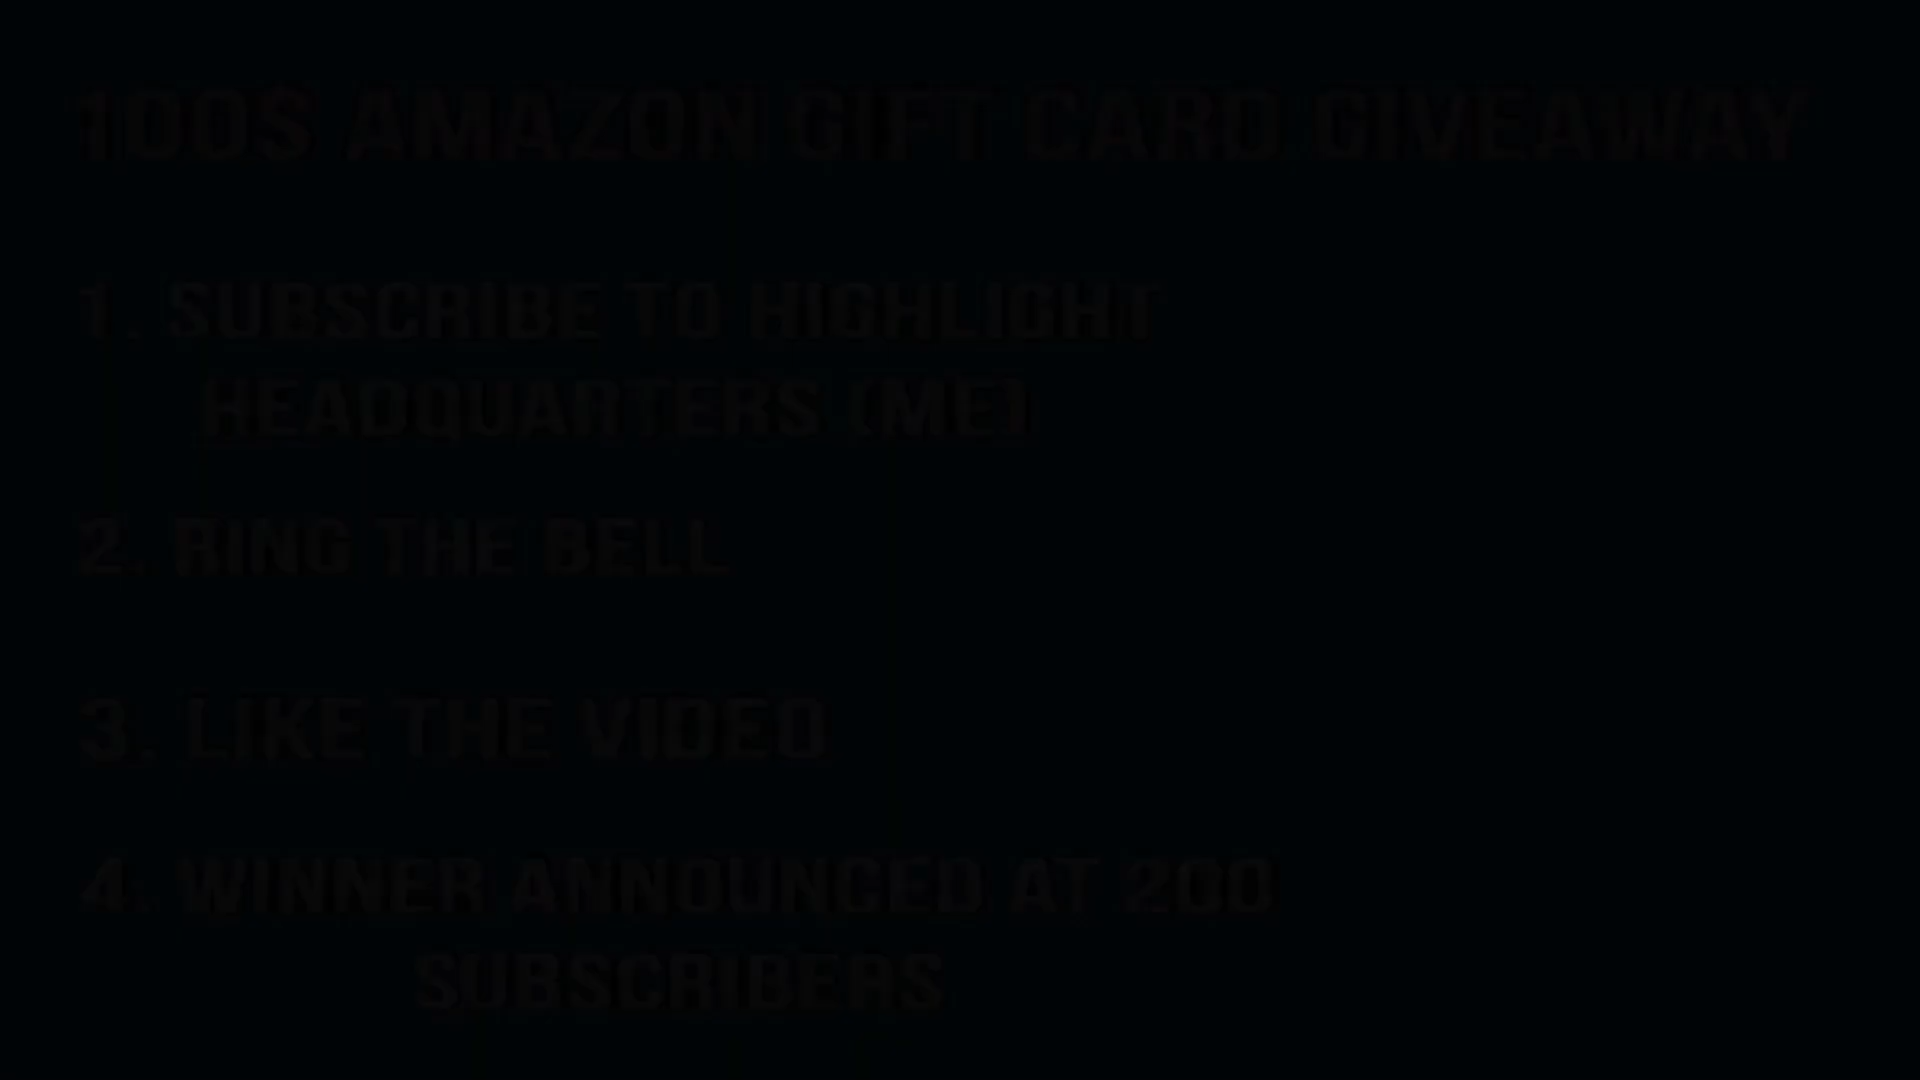 100$ AMAZON GIFT CARD GIVEAWAY
1. SUBSCRIBE TO HIGHLIGHT
HEADQUARTERS (ME)
2. RING THE BELL
3. LIKE THE VIDEO
4. WINNER ANNOUNCED AT 200
SUBSCRIBERS